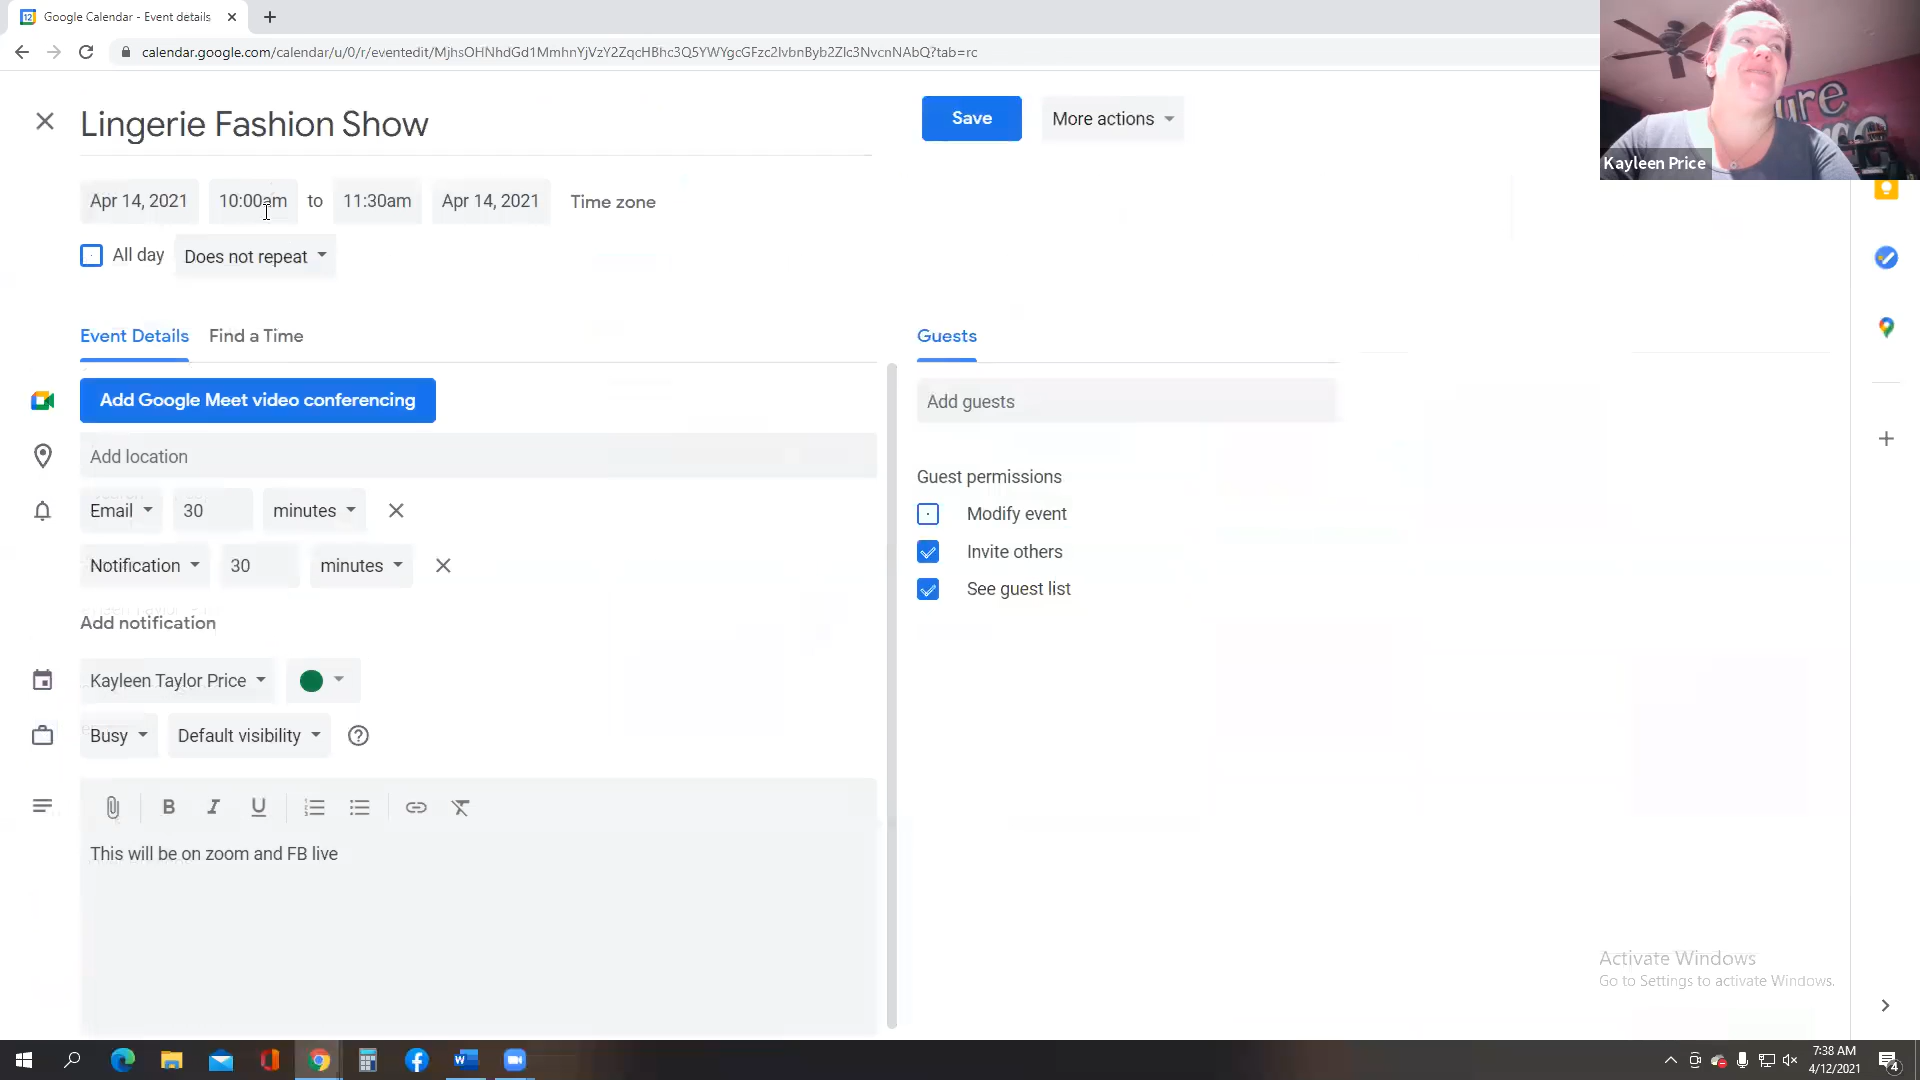 Google Calendar - Event details
calendar.google.com/calendar/u/0/r/eventedit/MjhsOHNhdGd1MmhnYjVzY2ZqcHBhc3Q5YWYgcGFzc2lvbnByb2Zlc3NvcnNAbQ?tab=rc
Lingerie Fashion Show
Save
More actions
Kayleen Price
Apr 14, 2021 10:00am to 11:30am Apr 14, 2021 Time zone
All day Does not repeat
Event Details Find a Time
Guests
Add Google Meet video conferencing
Add guests
Add location
Guest permissions
Email 30 minutes
Modify event
Invite others
Notification 30 minutes
See guest list
Add notification
Kayleen Taylor Price
Busy Default visibility
B I U
This will be on zoom and FB live
Activate Windows
Go to Settings to activate Windows.
7:38 AM
4/12/2021
4